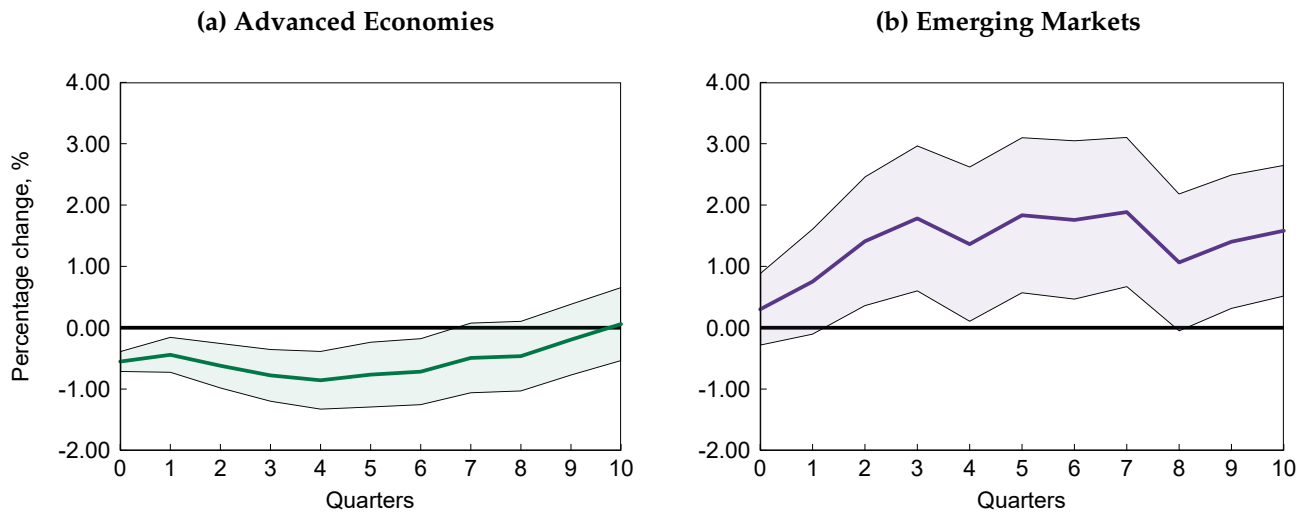 (a) Advanced Economies
Percentage change, %
4.00
3.00
2.00
1.00
0.00
-1.00
-2.00
0 1 2 3 4 5 6 7 8 9 10
Quarters
(b) Emerging Markets
4.00
3.00
2.00
1.00
0.00
-1.00
-2.00
0 1 2 3 4 5 6 7 8 9 10
Quarters